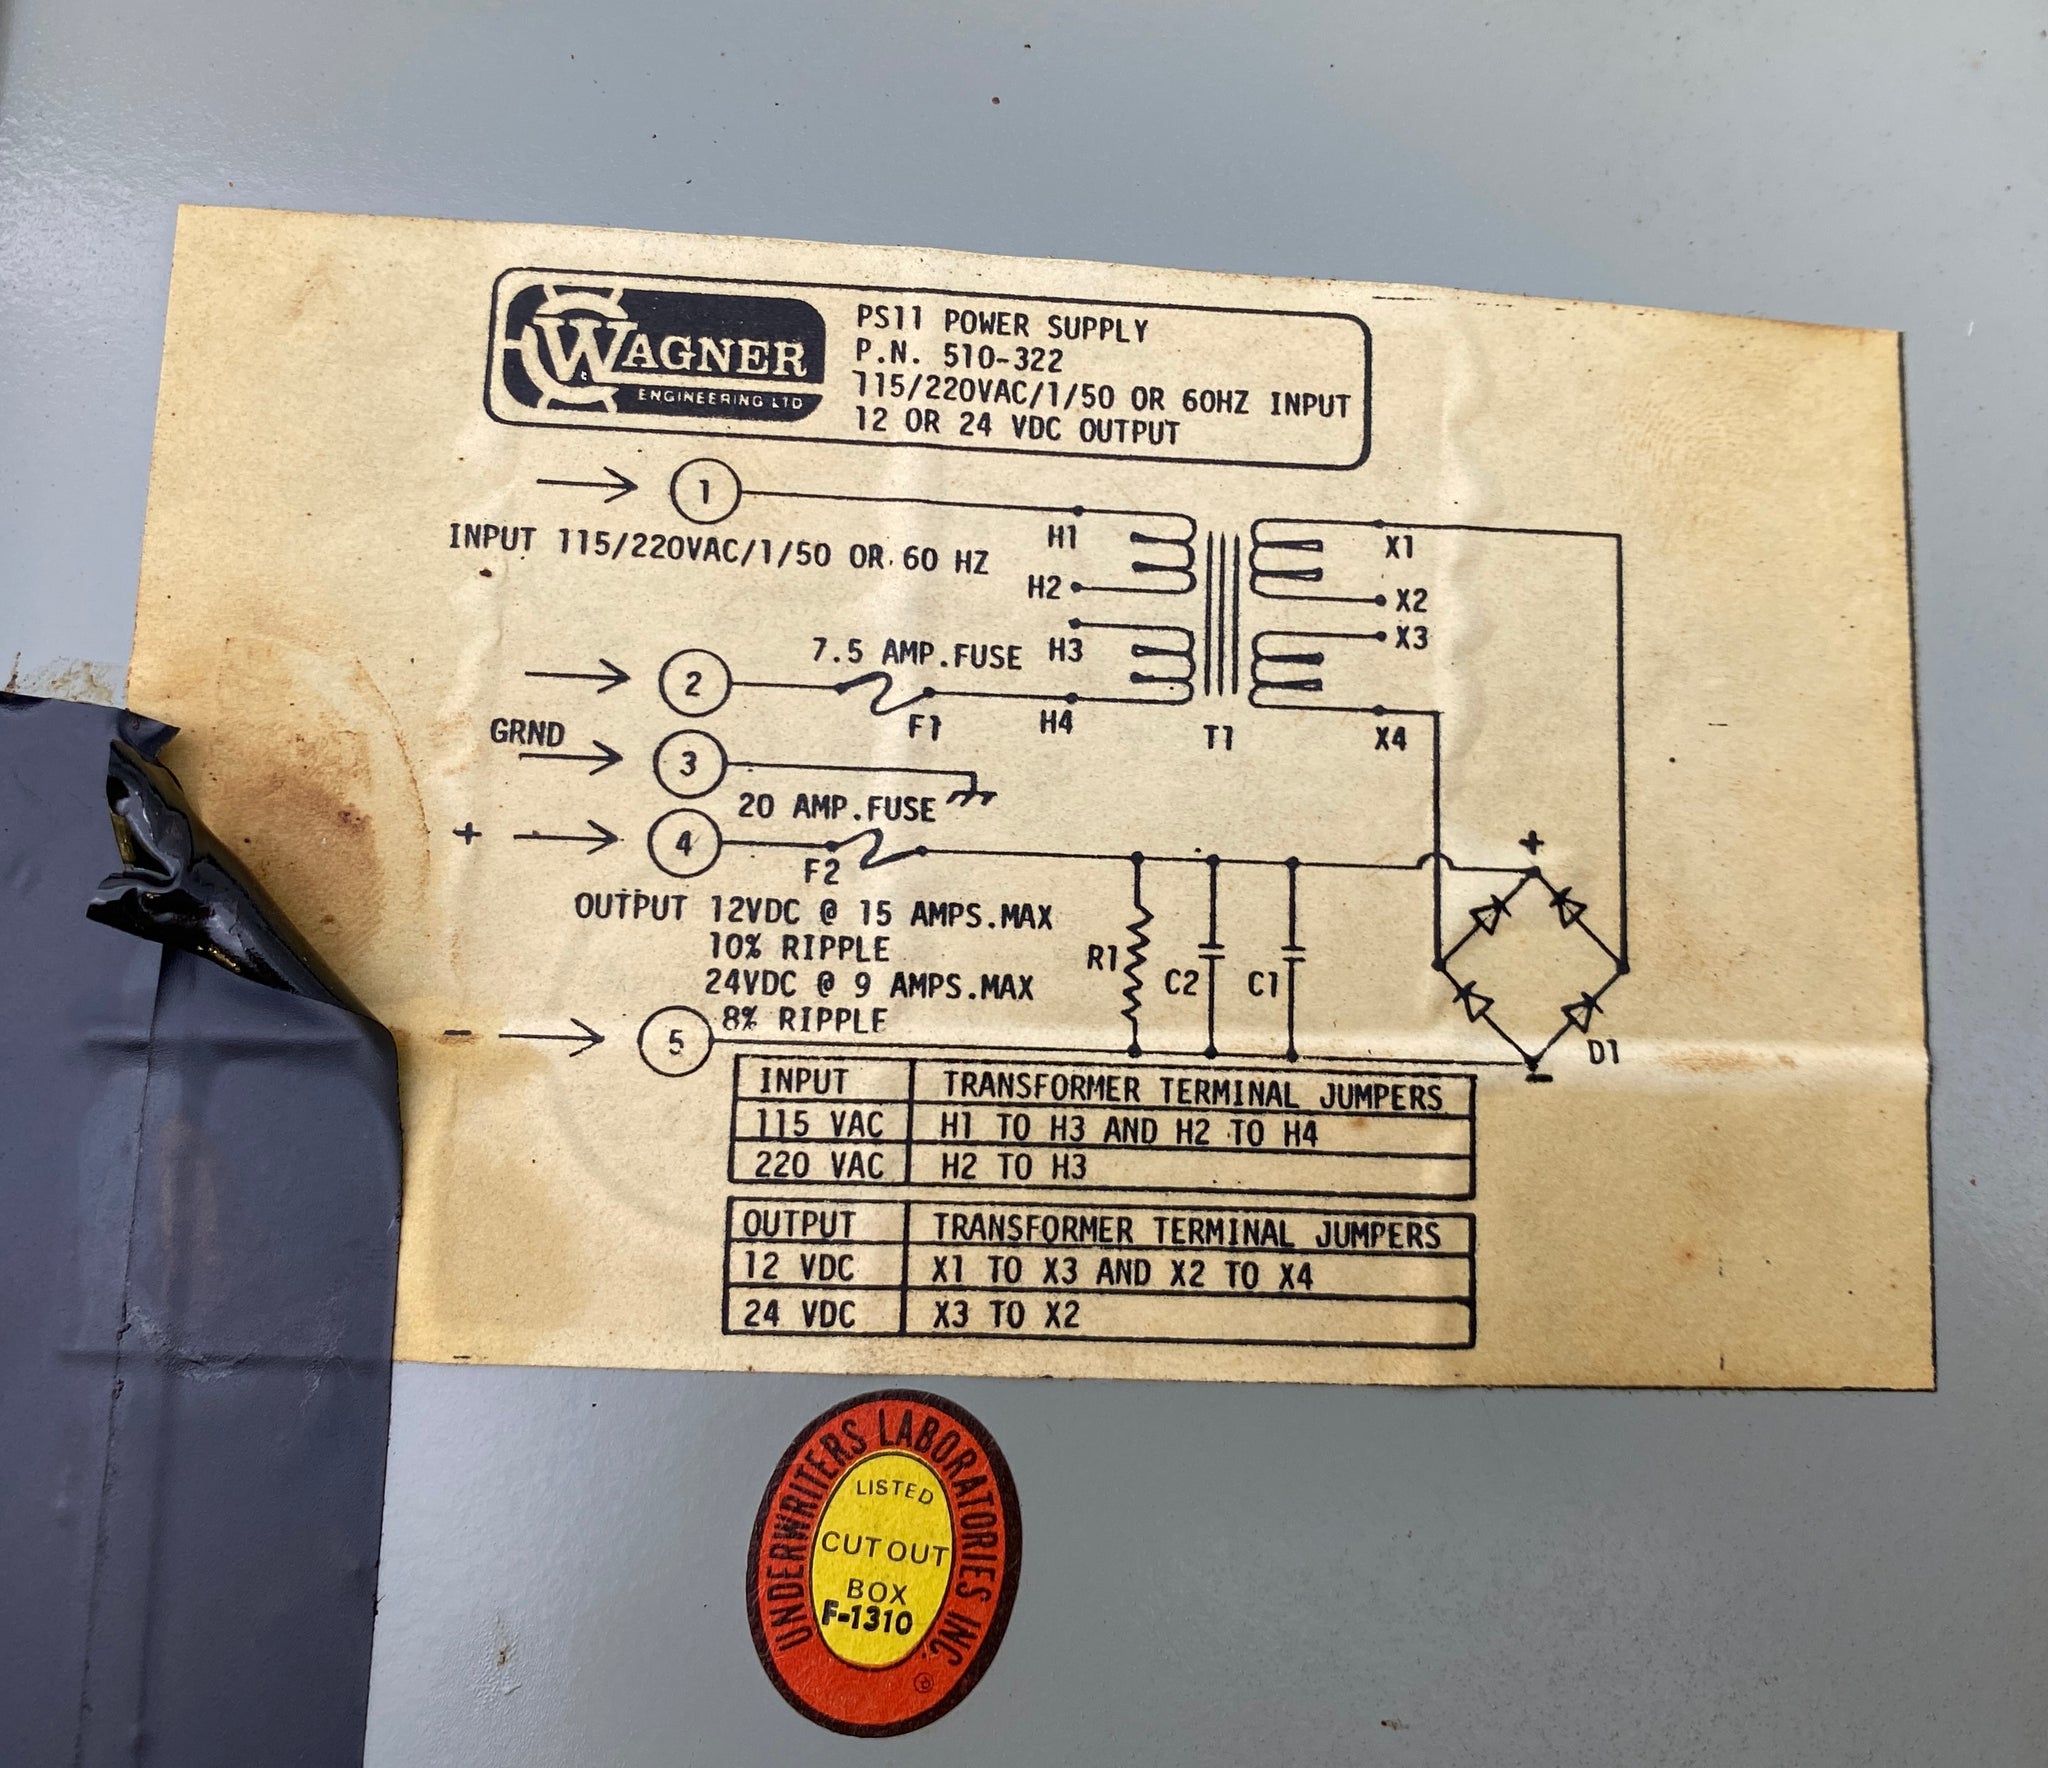 WAGNER
ENGINEERING LTD
PS11 POWER SUPPLY
P.N. 510-322
115/220VAC/1/50 OR 60HZ INPUT
12 OR 24 VDC OUTPUT
1
INPUT 115/220VAC/1/50 OR 60 HZ
H1
X1
H2
X2
H3
X3
7.5 AMP.FUSE
2
F1
H4
T1
X4
GRND
3
20 AMP.FUSE
+
4
F2
+
OUTPUT 12VDC @ 15 AMPS.MAX
10% RIPPLE
24VDC @ 9 AMPS.MAX
8% RIPPLE
R1
C2
C1
D1
-
5
-
INPUT TRANSFORMER TERMINAL JUMPERS
115 VAC H1 TO H3 AND H2 TO H4
220 VAC H2 TO H3
OUTPUT TRANSFORMER TERMINAL JUMPERS
12 VDC X1 TO X3 AND X2 TO X4
24 VDC X3 TO X2
UNDERWRITERS LABORATORIES INC.
®
LISTED
CUTOUT
BOX
F-1310